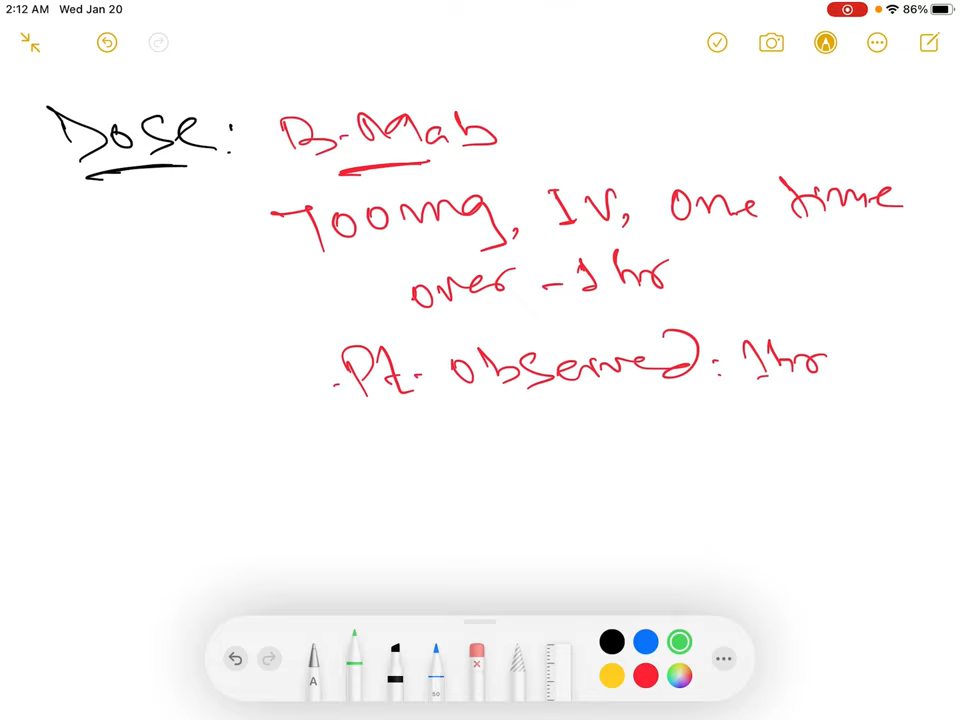 2:12 AM Wed Jan 20 86%
Dose: B-Mab
700mg, IV, one time
over - 1 hr
.Pt. observed: 1hr
A
50